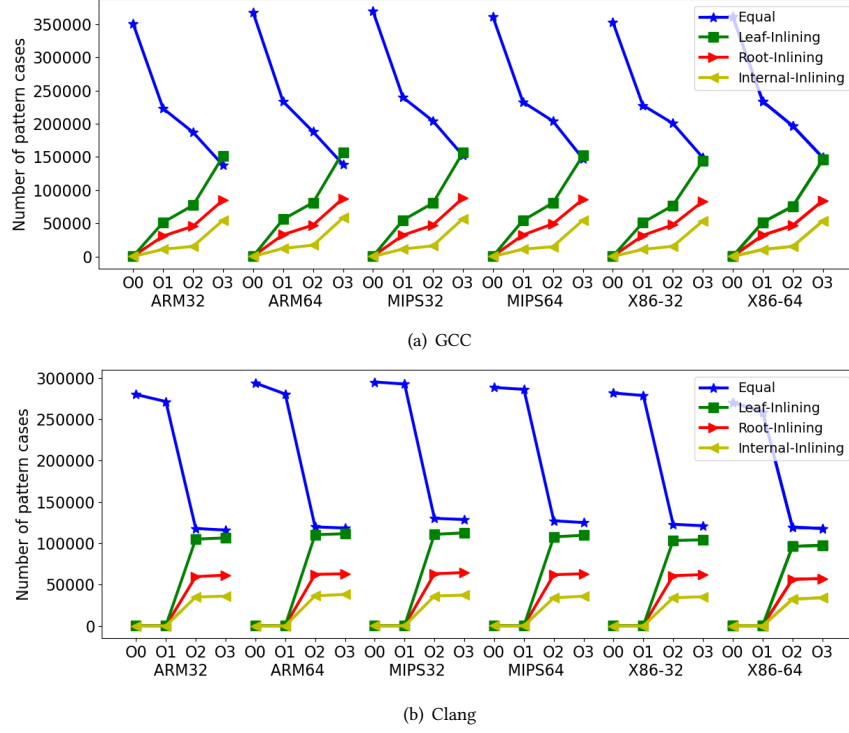 350000
300000
250000
200000
150000
100000
50000
0
Number of pattern cases
Equal
Leaf-Inlining
Root-Inlining
Internal-Inlining
O0 O1 O2 O3 O0 O1 O2 O3 O0 O1 O2 O3 O0 O1 O2 O3 O0 O1 O2 O3 O0 O1 O2 O3
ARM32 ARM64 MIPS32 MIPS64 X86-32 X86-64
(a) GCC
300000
250000
200000
150000
100000
50000
0
Number of pattern cases
Equal
Leaf-Inlining
Root-Inlining
Internal-Inlining
O0 O1 O2 O3 O0 O1 O2 O3 O0 O1 O2 O3 O0 O1 O2 O3 O0 O1 O2 O3 O0 O1 O2 O3
ARM32 ARM64 MIPS32 MIPS64 X86-32 X86-64
(b) Clang